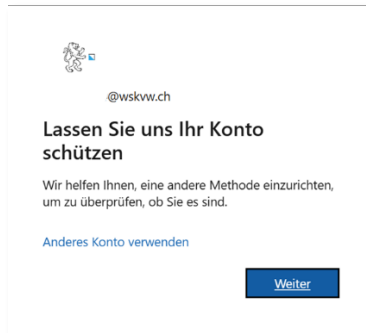 @wskvw.ch
Lassen Sie uns Ihr Konto
schützen
Wir helfen Ihnen, eine andere Methode einzurichten,
um zu überprüfen, ob Sie es sind.
Anderes Konto verwenden
Weiter